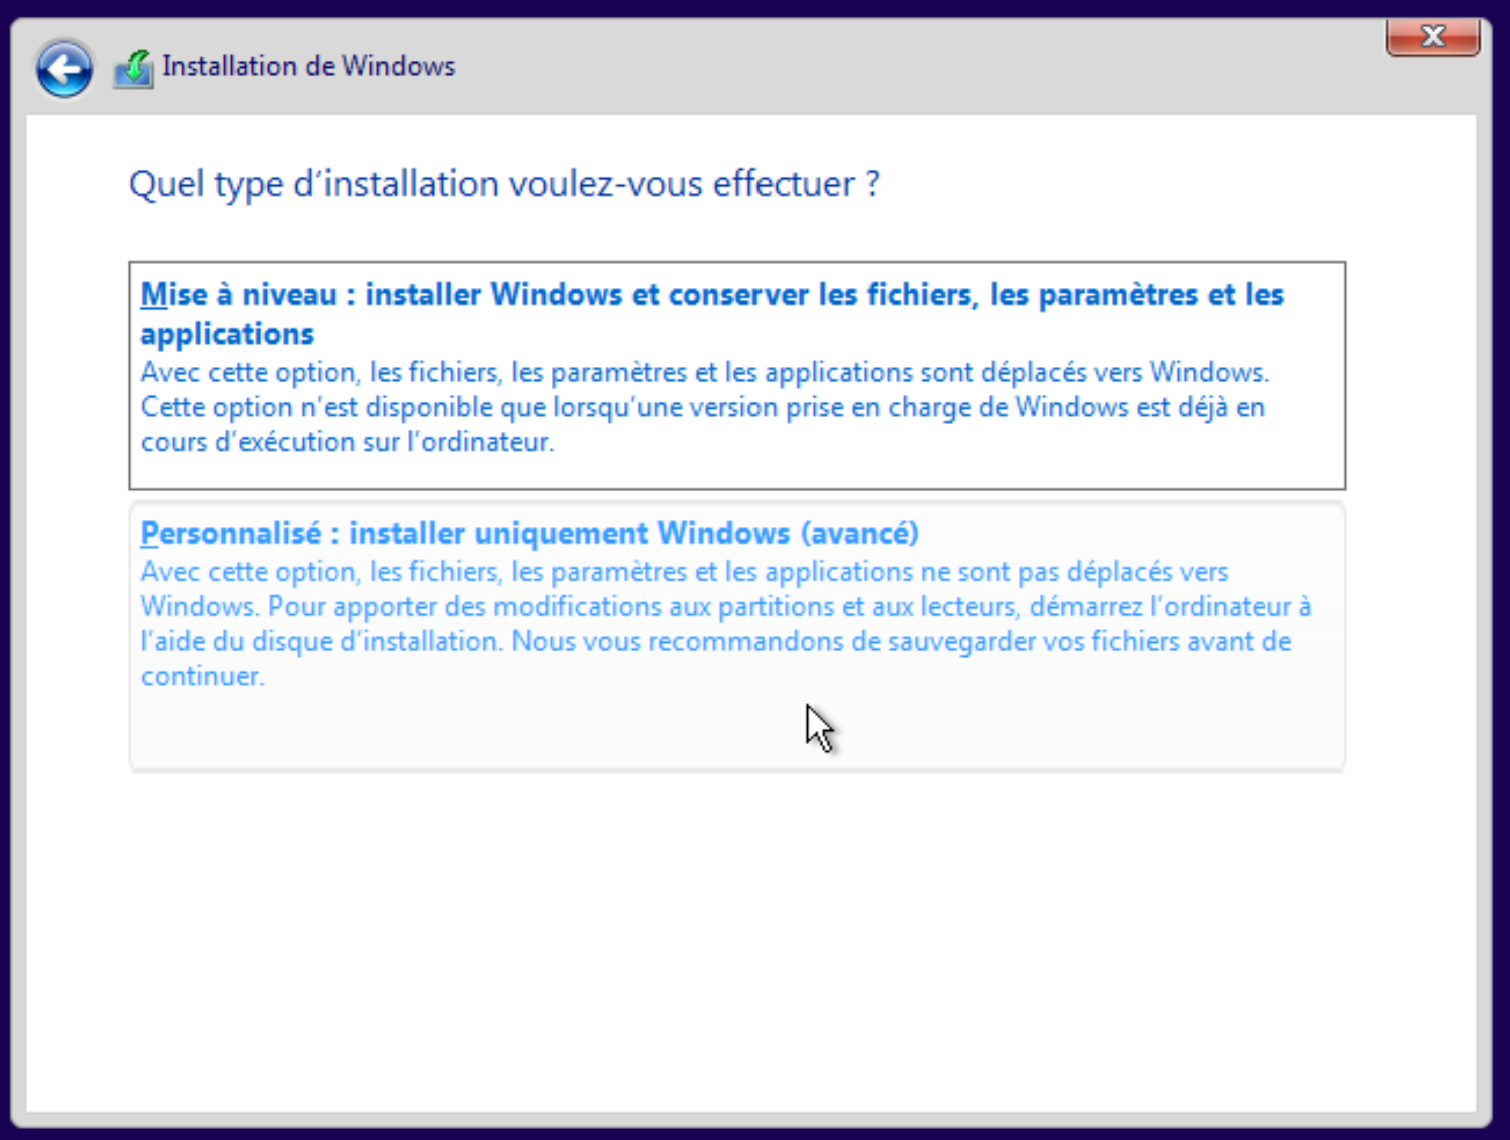 Installation de Windows
Quel type d’installation voulez-vous effectuer ?
Mise à niveau : installer Windows et conserver les fichiers, les paramètres et les
applications
Avec cette option, les fichiers, les paramètres et les applications sont déplacés vers Windows.
Cette option n’est disponible que lorsqu’une version prise en charge de Windows est déjà en
cours d’exécution sur l’ordinateur.
Personnalisé : installer uniquement Windows (avancé)
Avec cette option, les fichiers, les paramètres et les applications ne sont pas déplacés vers
Windows. Pour apporter des modifications aux partitions et aux lecteurs, démarrez l’ordinateur à
l’aide du disque d’installation. Nous vous recommandons de sauvegarder vos fichiers avant de
continuer.